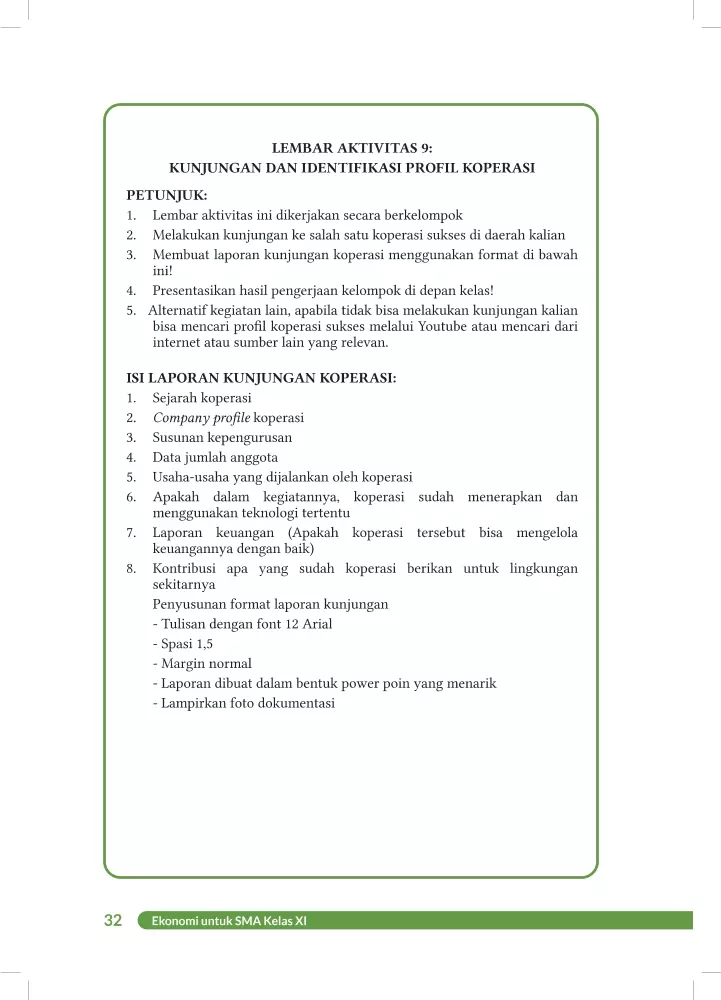 LEMBAR AKTIVITAS 9:
KUNJUNGAN DAN IDENTIFIKASI PROFIL KOPERASI
PETUNJUK:
1. Lembar aktivitas ini dikerjakan secara berkelompok
2. Melakukan kunjungan ke salah satu koperasi sukses di daerah kalian
3. Membuat laporan kunjungan koperasi menggunakan format di bawah
ini!
4. Presentasikan hasil pengerjaan kelompok di depan kelas!
5. Alternatif kegiatan lain, apabila tidak bisa melakukan kunjungan kalian
bisa mencari profil koperasi sukses melalui Youtube atau mencari dari
internet atau sumber lain yang relevan.
ISI LAPORAN KUNJUNGAN KOPERASI:
1. Sejarah koperasi
2. Company profile koperasi
3. Susunan kepengurusan
4. Data jumlah anggota
5. Usaha-usaha yang dijalankan oleh koperasi
6. Apakah dalam kegiatannya, koperasi sudah menerapkan dan
menggunakan teknologi tertentu
7. Laporan keuangan (Apakah koperasi tersebut bisa mengelola
keuangannya dengan baik)
8. Kontribusi apa yang sudah koperasi berikan untuk lingkungan
sekitarnya
Penyusunan format laporan kunjungan
- Tulisan dengan font 12 Arial
- Spasi 1,5
- Margin normal
- Laporan dibuat dalam bentuk power poin yang menarik
- Lampirkan foto dokumentasi
32 Ekonomi untuk SMA Kelas XI